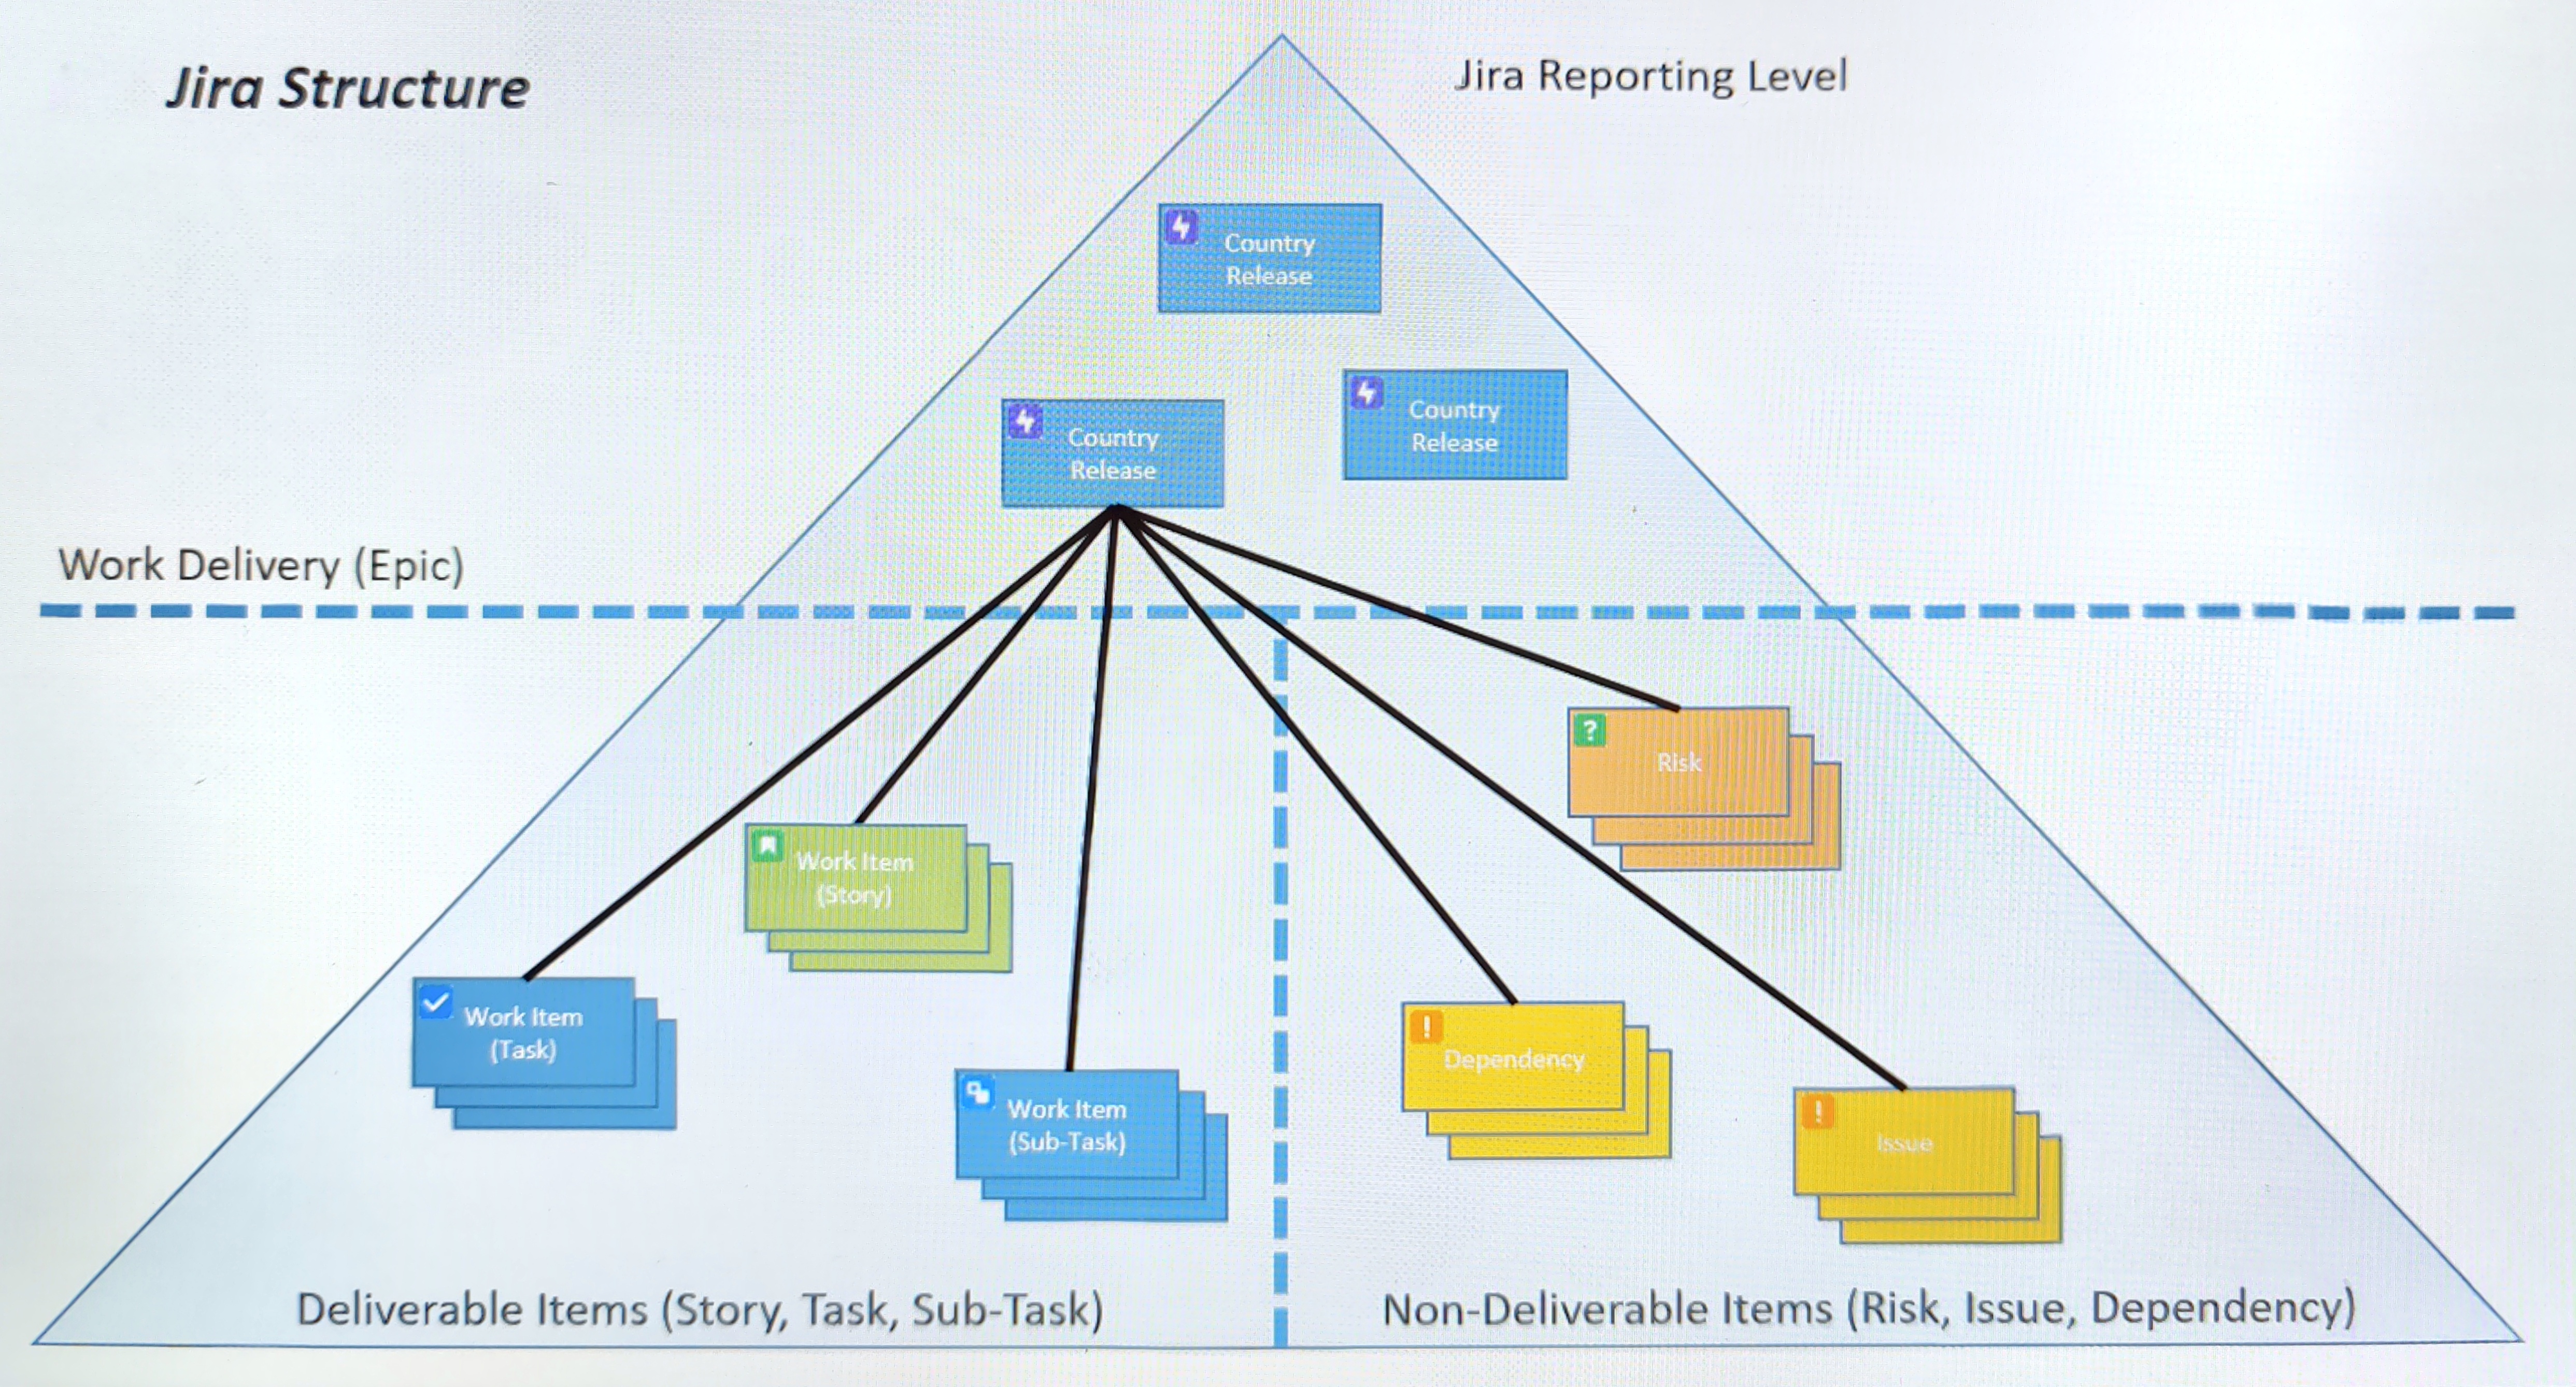 Jira Structure
Jira Reporting Level
Country
Release
Country
Release
Country
Release
Work Delivery (Epic)
?
Risk
Work Item
(Story)
Work Item
(Task)
!
Dependency
Work Item
(Sub-Task)
!
Issue
Deliverable Items (Story, Task, Sub-Task)
Non-Deliverable Items (Risk, Issue, Dependency)